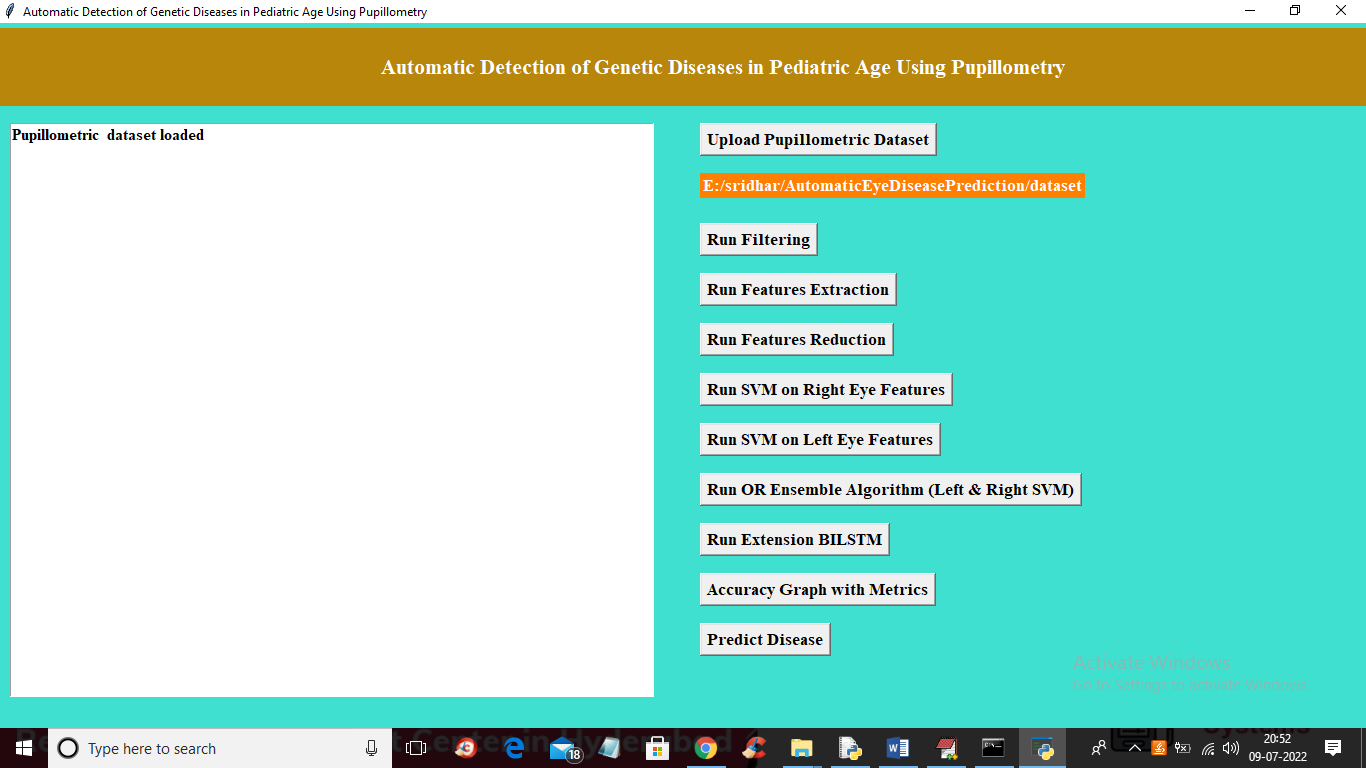 Automatic Detection of Genetic Diseases in Pediatric Age Using Pupillometry
Automatic Detection of Genetic Diseases in Pediatric Age Using Pupillometry
Pupillometric dataset loaded
Upload Pupillometric Dataset
E:/sridhar/AutomaticEyeDiseasePrediction/dataset
Run Filtering
Run Features Extraction
Run Features Reduction
Run SVM on Right Eye Features
Run SVM on Left Eye Features
Run OR Ensemble Algorithm (Left & Right SVM)
Run Extension BILSTM
Accuracy Graph with Metrics
Predict Disease
Activate Windows
Go to Settings to activate Windows.
Type here to search
18
20:52
09-07-2022